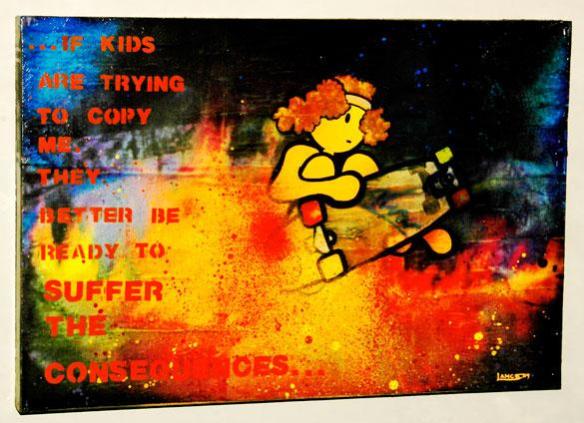 ...IF KIDS
ARE TRYING
TO COPY
ME.
THEY
BETTER BE
READY TO
SUFFER
THE
CONSEQUENCES...